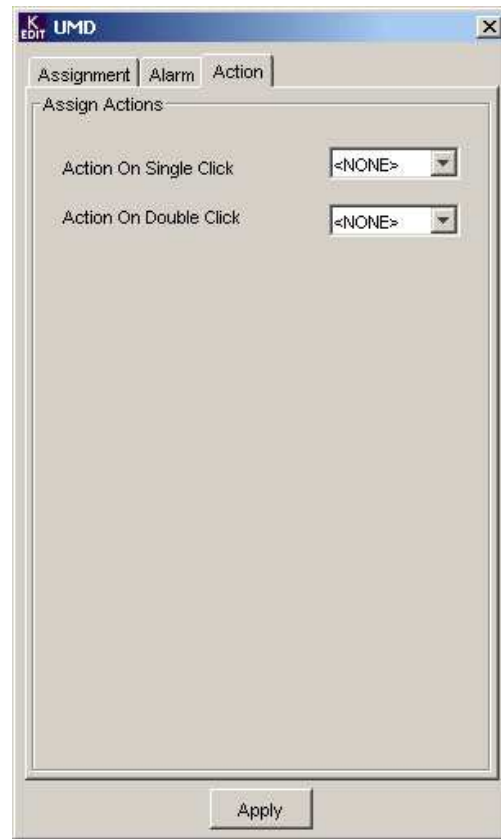 K EDIT UMD
Assignment Alarm Action
Assign Actions
Action On Single Click <NONE>
Action On Double Click <NONE>
Apply